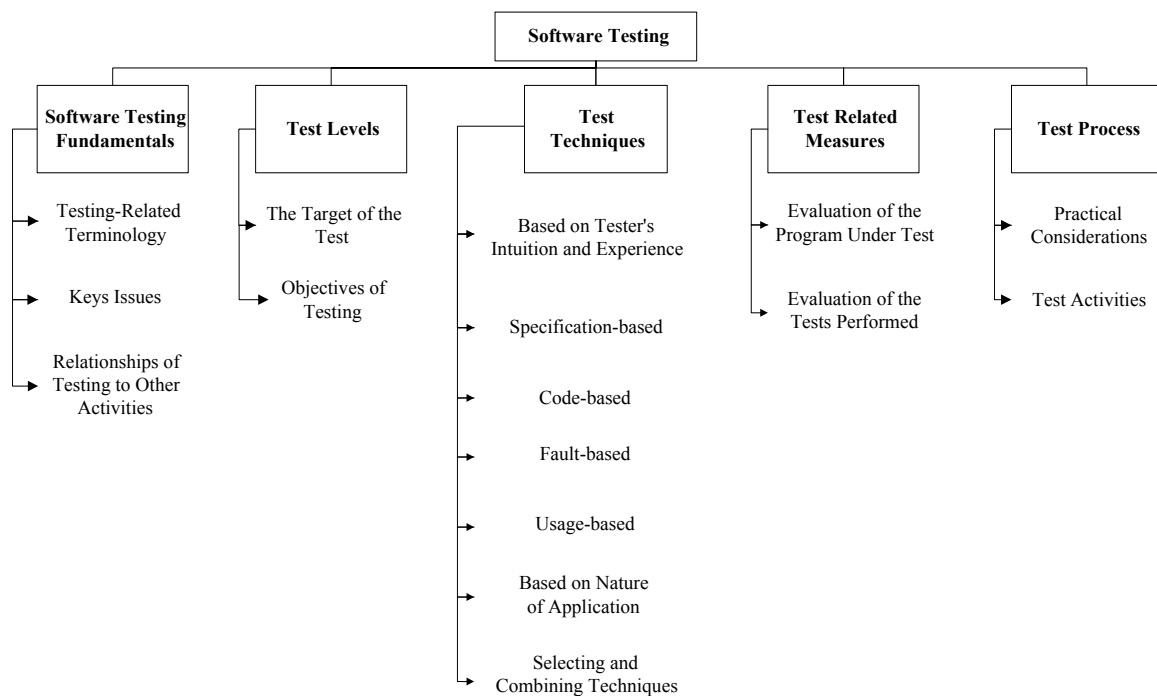 Software Testing
Software Testing
Fundamentals
Testing-Related
Terminology
Keys Issues
Relationships of
Testing to Other
Activities
Test Levels
The Target of the
Test
Objectives of
Testing
Test
Techniques
Based on Tester's
Intuition and Experience
Specification-based
Code-based
Fault-based
Usage-based
Based on Nature
of Application
Selecting and
Combining Techniques
Test Related
Measures
Evaluation of the
Program Under Test
Evaluation of the
Tests Performed
Test Process
Practical
Considerations
Test Activities